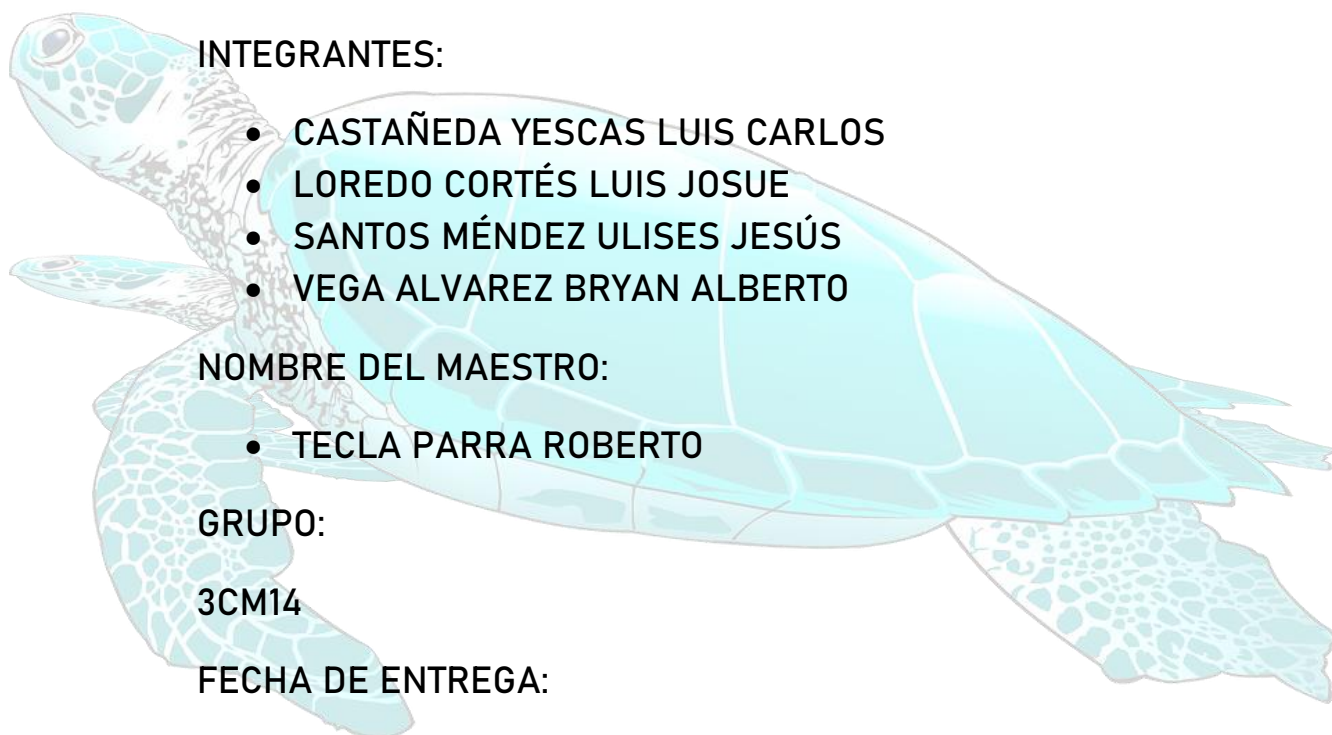 INTEGRANTES:
• CASTAÑEDA YESCAS LUIS CARLOS
• LOREDO CORTÉS LUIS JOSUE
• SANTOS MÉNDEZ ULISES JESÚS
• VEGA ALVAREZ BRYAN ALBERTO
NOMBRE DEL MAESTRO:
• TECLA PARRA ROBERTO
GRUPO:
3CM14
FECHA DE ENTREGA: